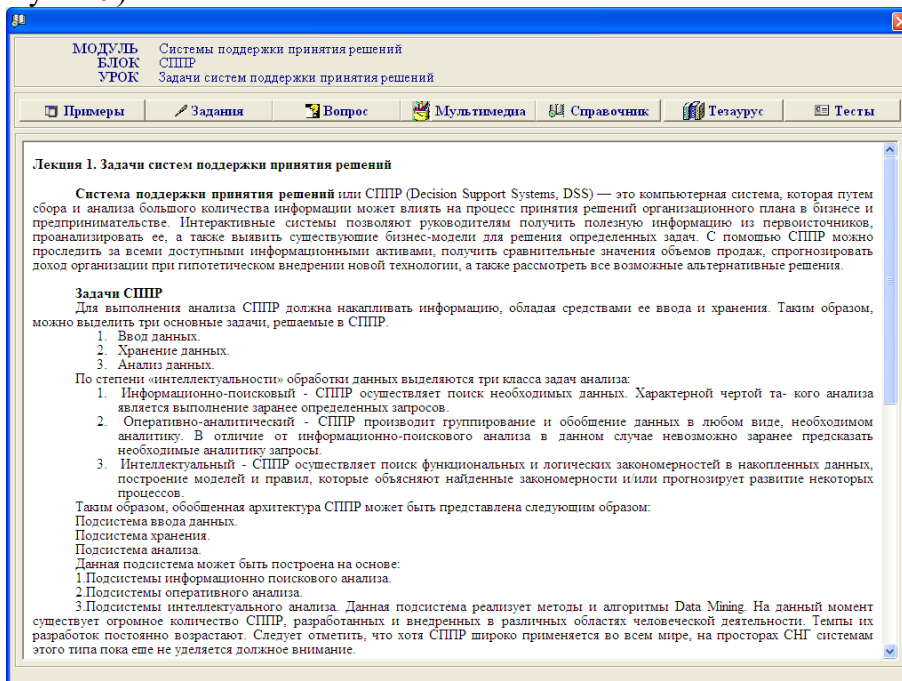 МОДУЛЬ Системы поддержки принятия решений
БЛОК СППР
УРОК Задачи систем поддержки принятия решений
Примеры Задания Вопрос Мультимедиа Справочник Тезаурус Тесты
Лекция 1. Задачи систем поддержки принятия решений
Система поддержки принятия решений или СППР (Decision Support Systems, DSS) — это компьютерная система, которая путем
сбора и анализа большого количества информации может влиять на процесс принятия решений организационного плана в бизнесе и
предпринимательстве. Интерактивные системы позволяют руководителям получить полезную информацию из первоисточников,
проанализировать ее, а также выявить существующие бизнес-модели для решения определенных задач. С помощью СППР можно
проследить за всеми доступными информационными активами, получить сравнительные значения объемов продаж, спрогнозировать
доход организации при гипотетическом внедрении новой технологии, а также рассмотреть все возможные альтернативные решения.
Задачи СППР
Для выполнения анализа СППР должна накапливать информацию, обладая средствами ее ввода и хранения. Таким образом,
можно выделить три основные задачи, решаемые в СППР.
1. Ввод данных.
2. Хранение данных.
3. Анализ данных.
По степени «интеллектуальности» обработки данных выделяются три класса задач анализа:
1. Информационно-поисковый - СППР осуществляет поиск необходимых данных. Характерной чертой та- кого анализа
является выполнение заранее определенных запросов.
2. Оперативно-аналитический - СППР производит группирование и обобщение данных в любом виде, необходимом
аналитику. В отличие от информационно-поискового анализа в данном случае невозможно заранее предсказать
необходимые аналитику запросы.
3. Интеллектуальный - СППР осуществляет поиск функциональных и логических закономерностей в накопленных данных,
построение моделей и правил, которые объясняют найденные закономерности и/или прогнозирует развитие некоторых
процессов.
Таким образом, обобщенная архитектура СППР может быть представлена следующим образом:
Подсистема ввода данных.
Подсистема хранения.
Подсистема анализа.
Данная подсистема может быть построена на основе:
1.Подсистемы информационно поискового анализа.
2.Подсистемы оперативного анализа.
3.Подсистемы интеллектуального анализа. Данная подсистема реализует методы и алгоритмы Data Mining. На данный момент
существует огромное количество СППР, разработанных и внедренных в различных областях человеческой деятельности. Темпы их
разработок постоянно возрастают. Следует отметить, что хотя СППР широко применяется во всем мире, на просторах СНГ системам
этого типа пока еще не уделяется должное внимание.